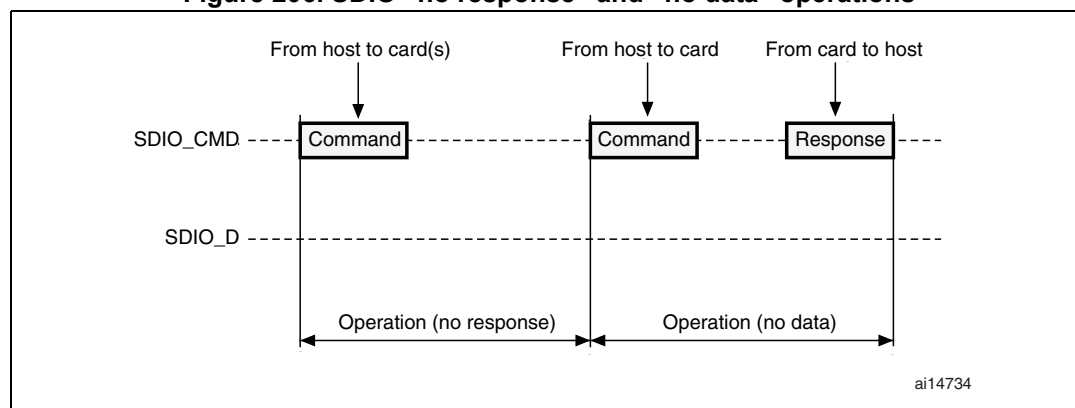 From host to card(s) From host to card From card to host
SDIO_CMD Command Command Response
SDIO_D
Operation (no response) Operation (no data)
ai14734